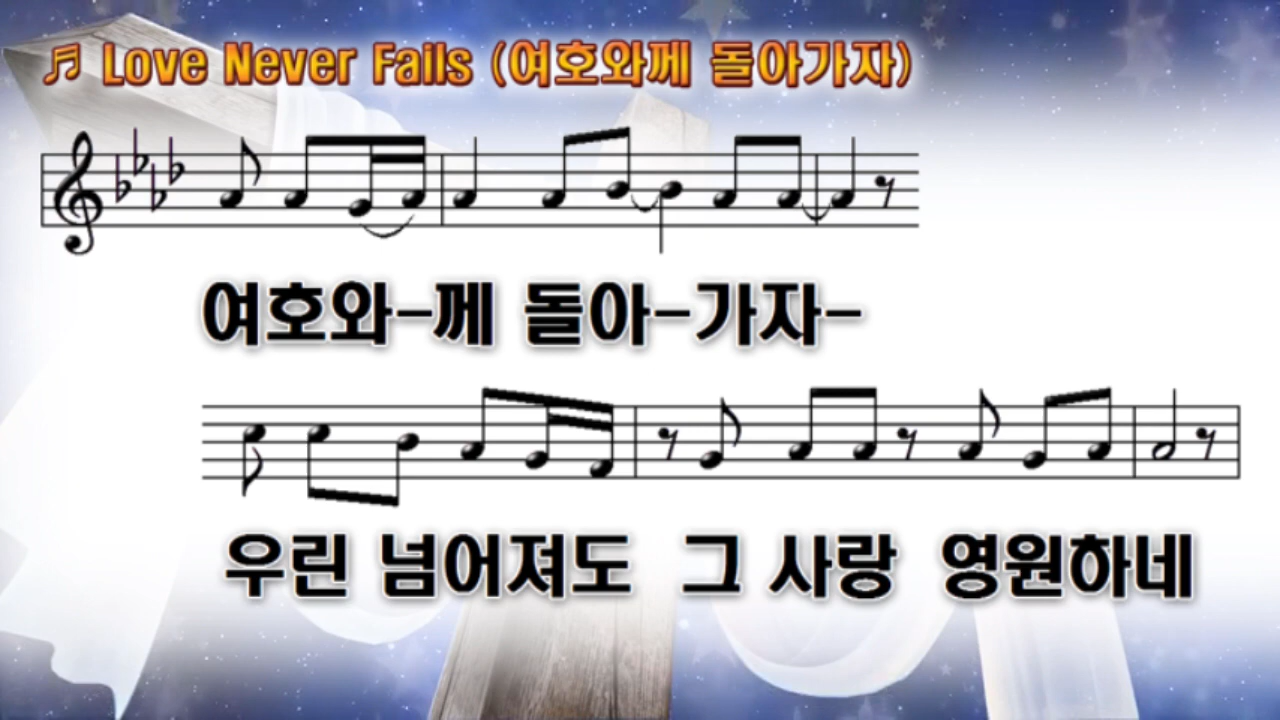 ♬ Love Never Fails (여호와께 돌아가자)
여호와-께 돌아-가자-
우린 넘어져도 그 사랑 영원하네